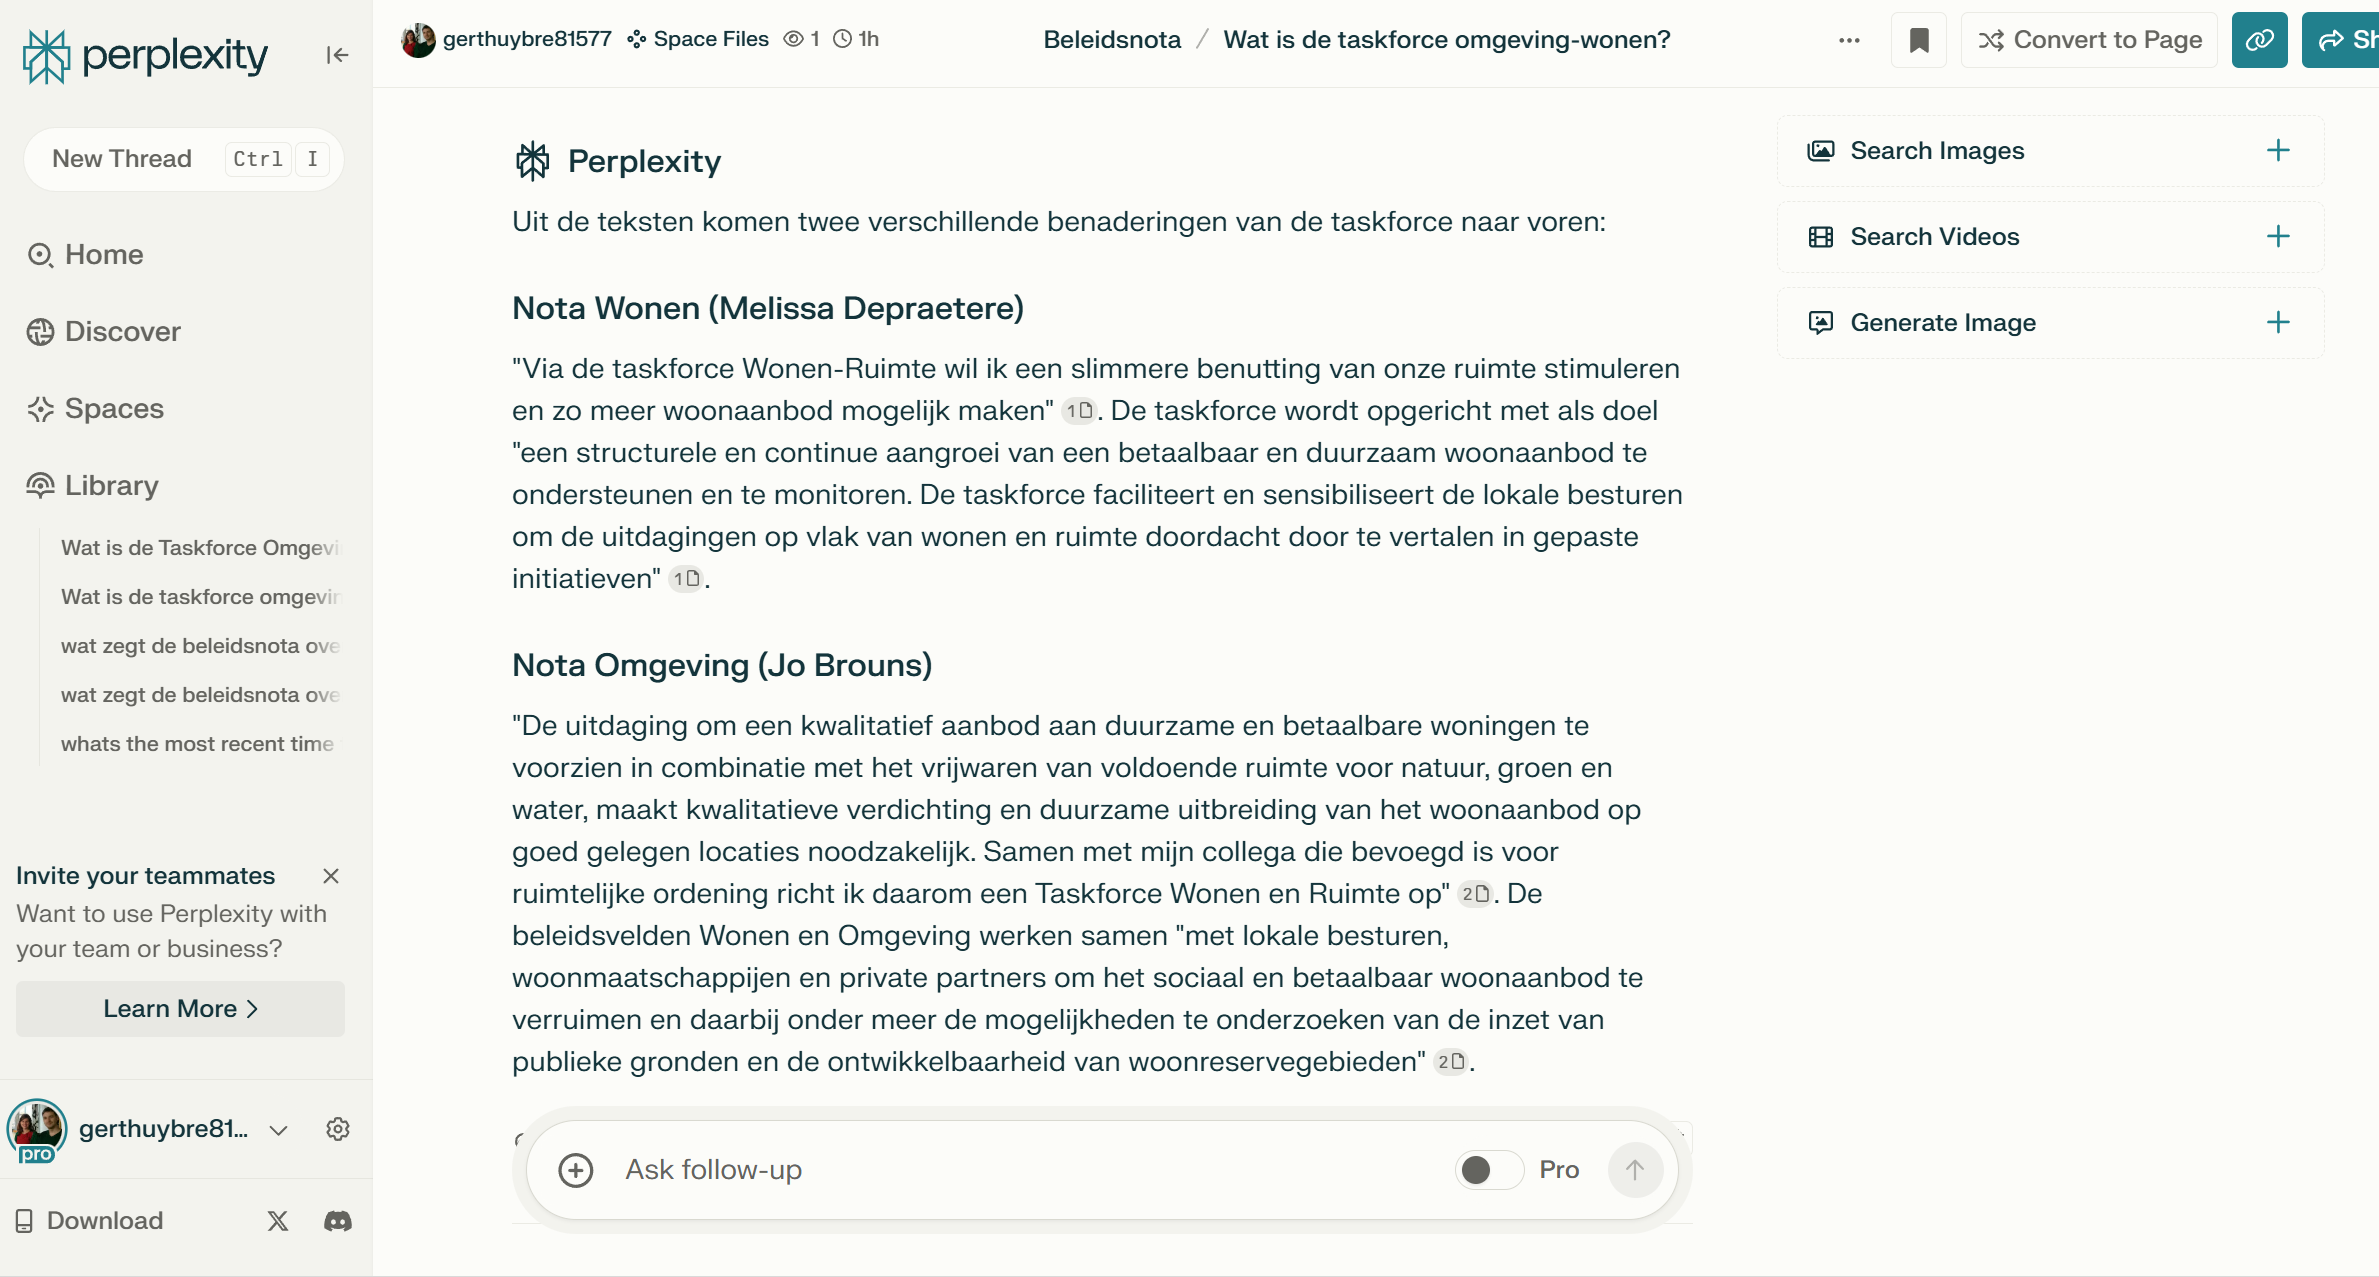 perplexity
New Thread Ctrl I
Home
Discover
Spaces
Library
Wat is de Taskforce Omgevi
Wat is de taskforce omgevin
wat zegt de beleidsnota ove
wat zegt de beleidsnota ove
whats the most recent time
Invite your teammates
Want to use Perplexity with
your team or business?
Learn More
pro
gerthuybre81...
Download
gerthuybre81577 Space Files 1 1h
Beleidsnota / Wat is de taskforce omgeving-wonen?
Convert to Page
Sh
Perplexity
Uit de teksten komen twee verschillende benaderingen van de taskforce naar voren:
Nota Wonen (Melissa Depraetere)
"Via de taskforce Wonen-Ruimte wil ik een slimmere benutting van onze ruimte stimuleren
en zo meer woonaanbod mogelijk maken" 1. De taskforce wordt opgericht met als doel
"een structurele en continue aangroei van een betaalbaar en duurzaam woonaanbod te
ondersteunen en te monitoren. De taskforce faciliteert en sensibiliseert de lokale besturen
om de uitdagingen op vlak van wonen en ruimte doordacht door te vertalen in gepaste
initiatieven" 1.
Nota Omgeving (Jo Brouns)
"De uitdaging om een kwalitatief aanbod aan duurzame en betaalbare woningen te
voorzien in combinatie met het vrijwaren van voldoende ruimte voor natuur, groen en
water, maakt kwalitatieve verdichting en duurzame uitbreiding van het woonaanbod op
goed gelegen locaties noodzakelijk. Samen met mijn collega die bevoegd is voor
ruimtelijke ordening richt ik daarom een Taskforce Wonen en Ruimte op" 2. De
beleidsvelden Wonen en Omgeving werken samen "met lokale besturen,
woonmaatschappijen en private partners om het sociaal en betaalbaar woonaanbod te
verruimen en daarbij onder meer de mogelijkheden te onderzoeken van de inzet van
publieke gronden en de ontwikkelbaarheid van woonreservegebieden" 2.
Ask follow-up
Pro
Search Images
Search Videos
Generate Image